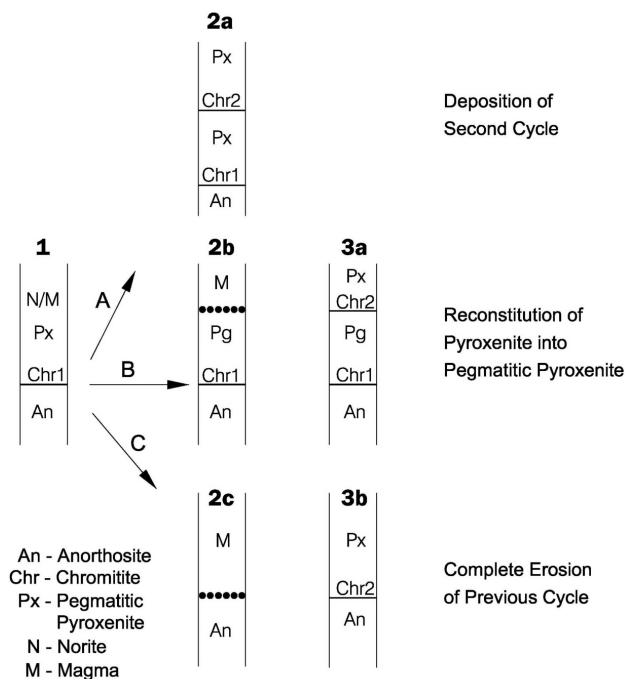 2a
Px
Chr2
Px
Chr1
An
Deposition of
Second Cycle
1
N/M
Px
Chr1
An
A
B
C
2b
M
Pg
Chr1
An
3a
Px
Chr2
Pg
Chr1
An
Reconstitution of
Pyroxenite into
Pegmatitic Pyroxenite
2c
M
An
3b
Px
Chr2
An
Complete Erosion
of Previous Cycle
An - Anorthosite
Chr - Chromitite
Px - Pegmatitic
Pyroxenite
N - Norite
M - Magma